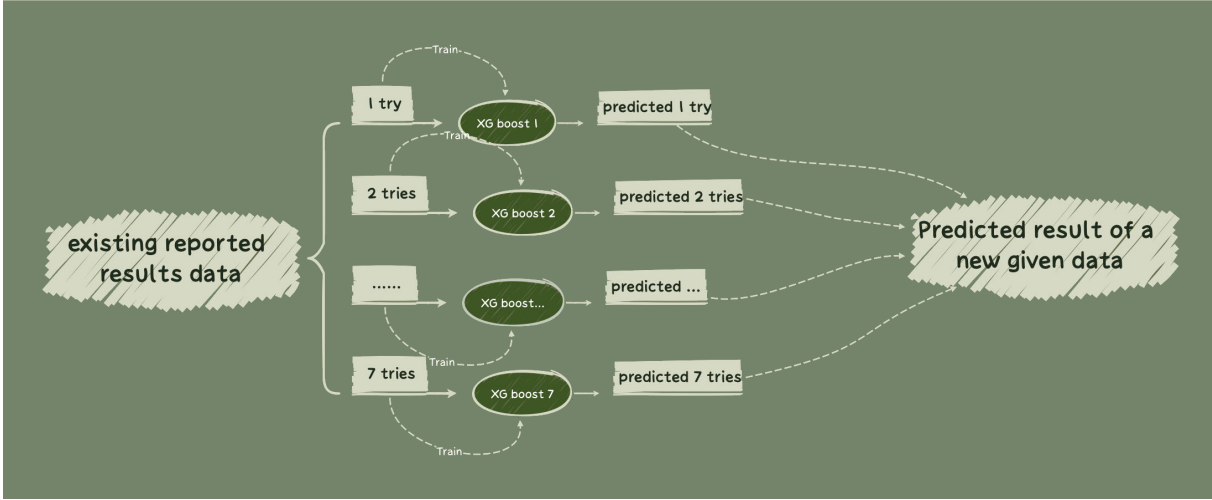 existing reported
results data
1 try
Train
XG boost 1
predicted 1 try
2 tries
Train
XG boost 2
predicted 2 tries
......
Train
XG boost...
predicted ...
7 tries
Train
XG boost 7
predicted 7 tries
Predicted result of a
new given data